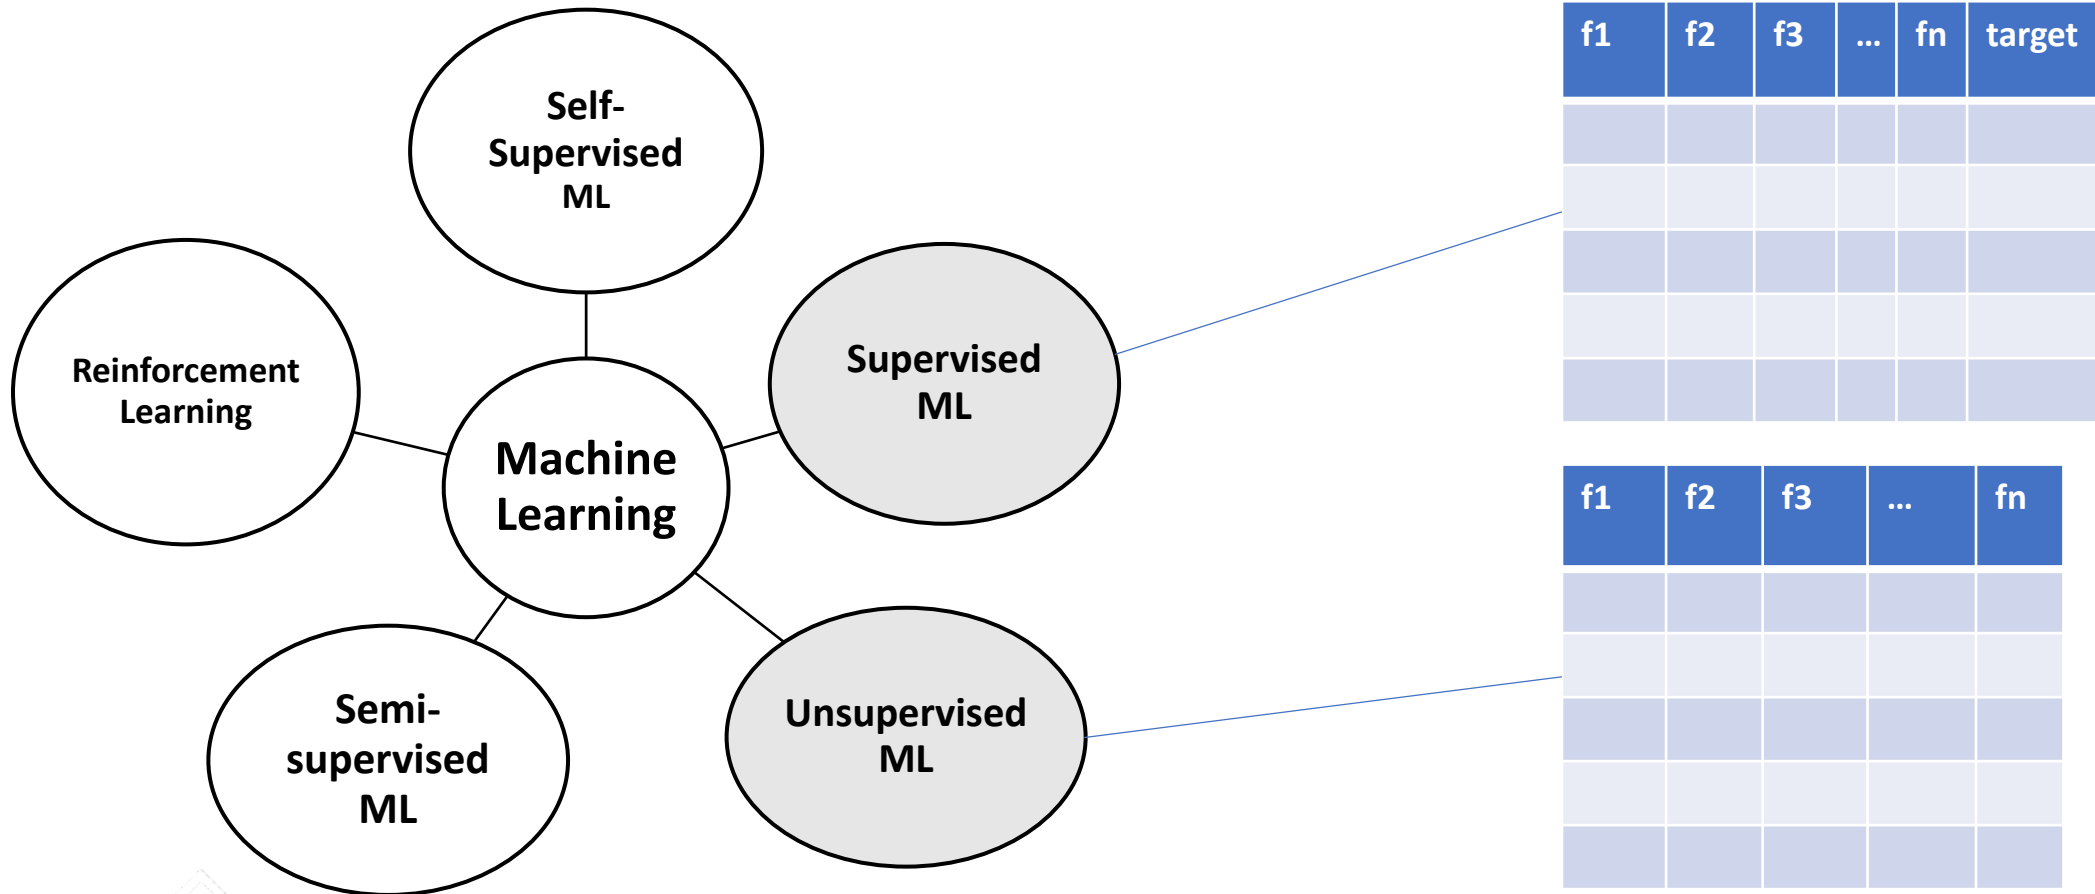 Self-
Supervised
ML
Reinforcement
Learning
Machine
Learning
Supervised
ML
Semi-
supervised
ML
Unsupervised
ML
f1 f2 f3 ... fn target
f1 f2 f3 ... fn